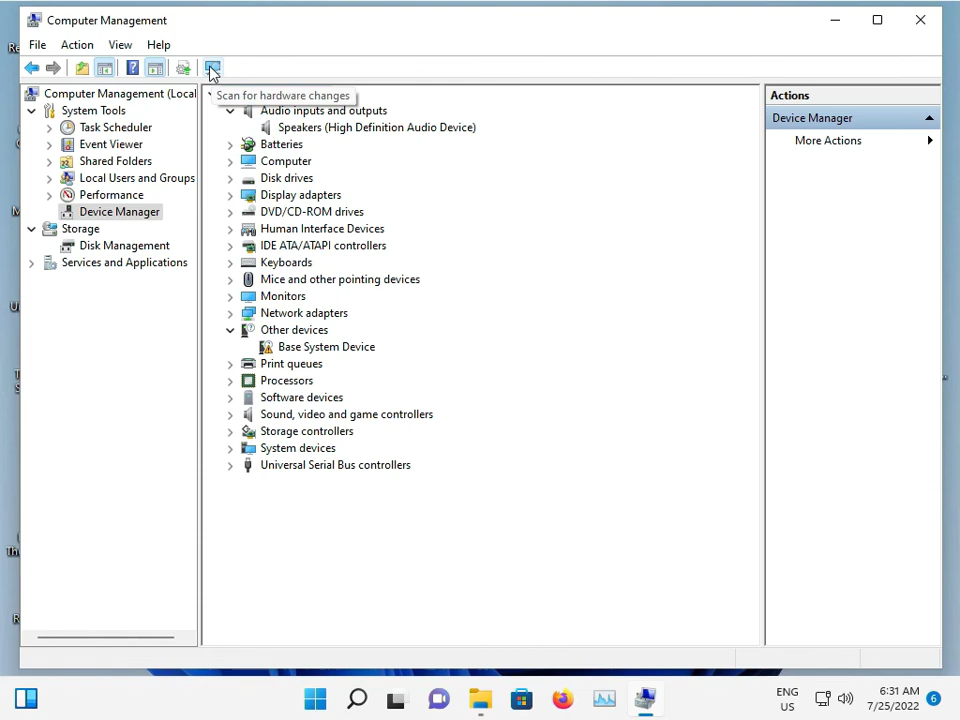 Computer Management
File Action View Help
Scan for hardware changes
Computer Management (Local
System Tools
Task Scheduler
Event Viewer
Shared Folders
Local Users and Groups
Performance
Device Manager
Storage
Disk Management
Services and Applications
Audio inputs and outputs
Speakers (High Definition Audio Device)
Batteries
Computer
Disk drives
Display adapters
DVD/CD-ROM drives
Human Interface Devices
IDE ATA/ATAPI controllers
Keyboards
Mice and other pointing devices
Monitors
Network adapters
Other devices
Base System Device
Print queues
Processors
Software devices
Sound, video and game controllers
Storage controllers
System devices
Universal Serial Bus controllers
Actions
Device Manager
More Actions
ENG
US
6:31 AM
7/25/2022
6